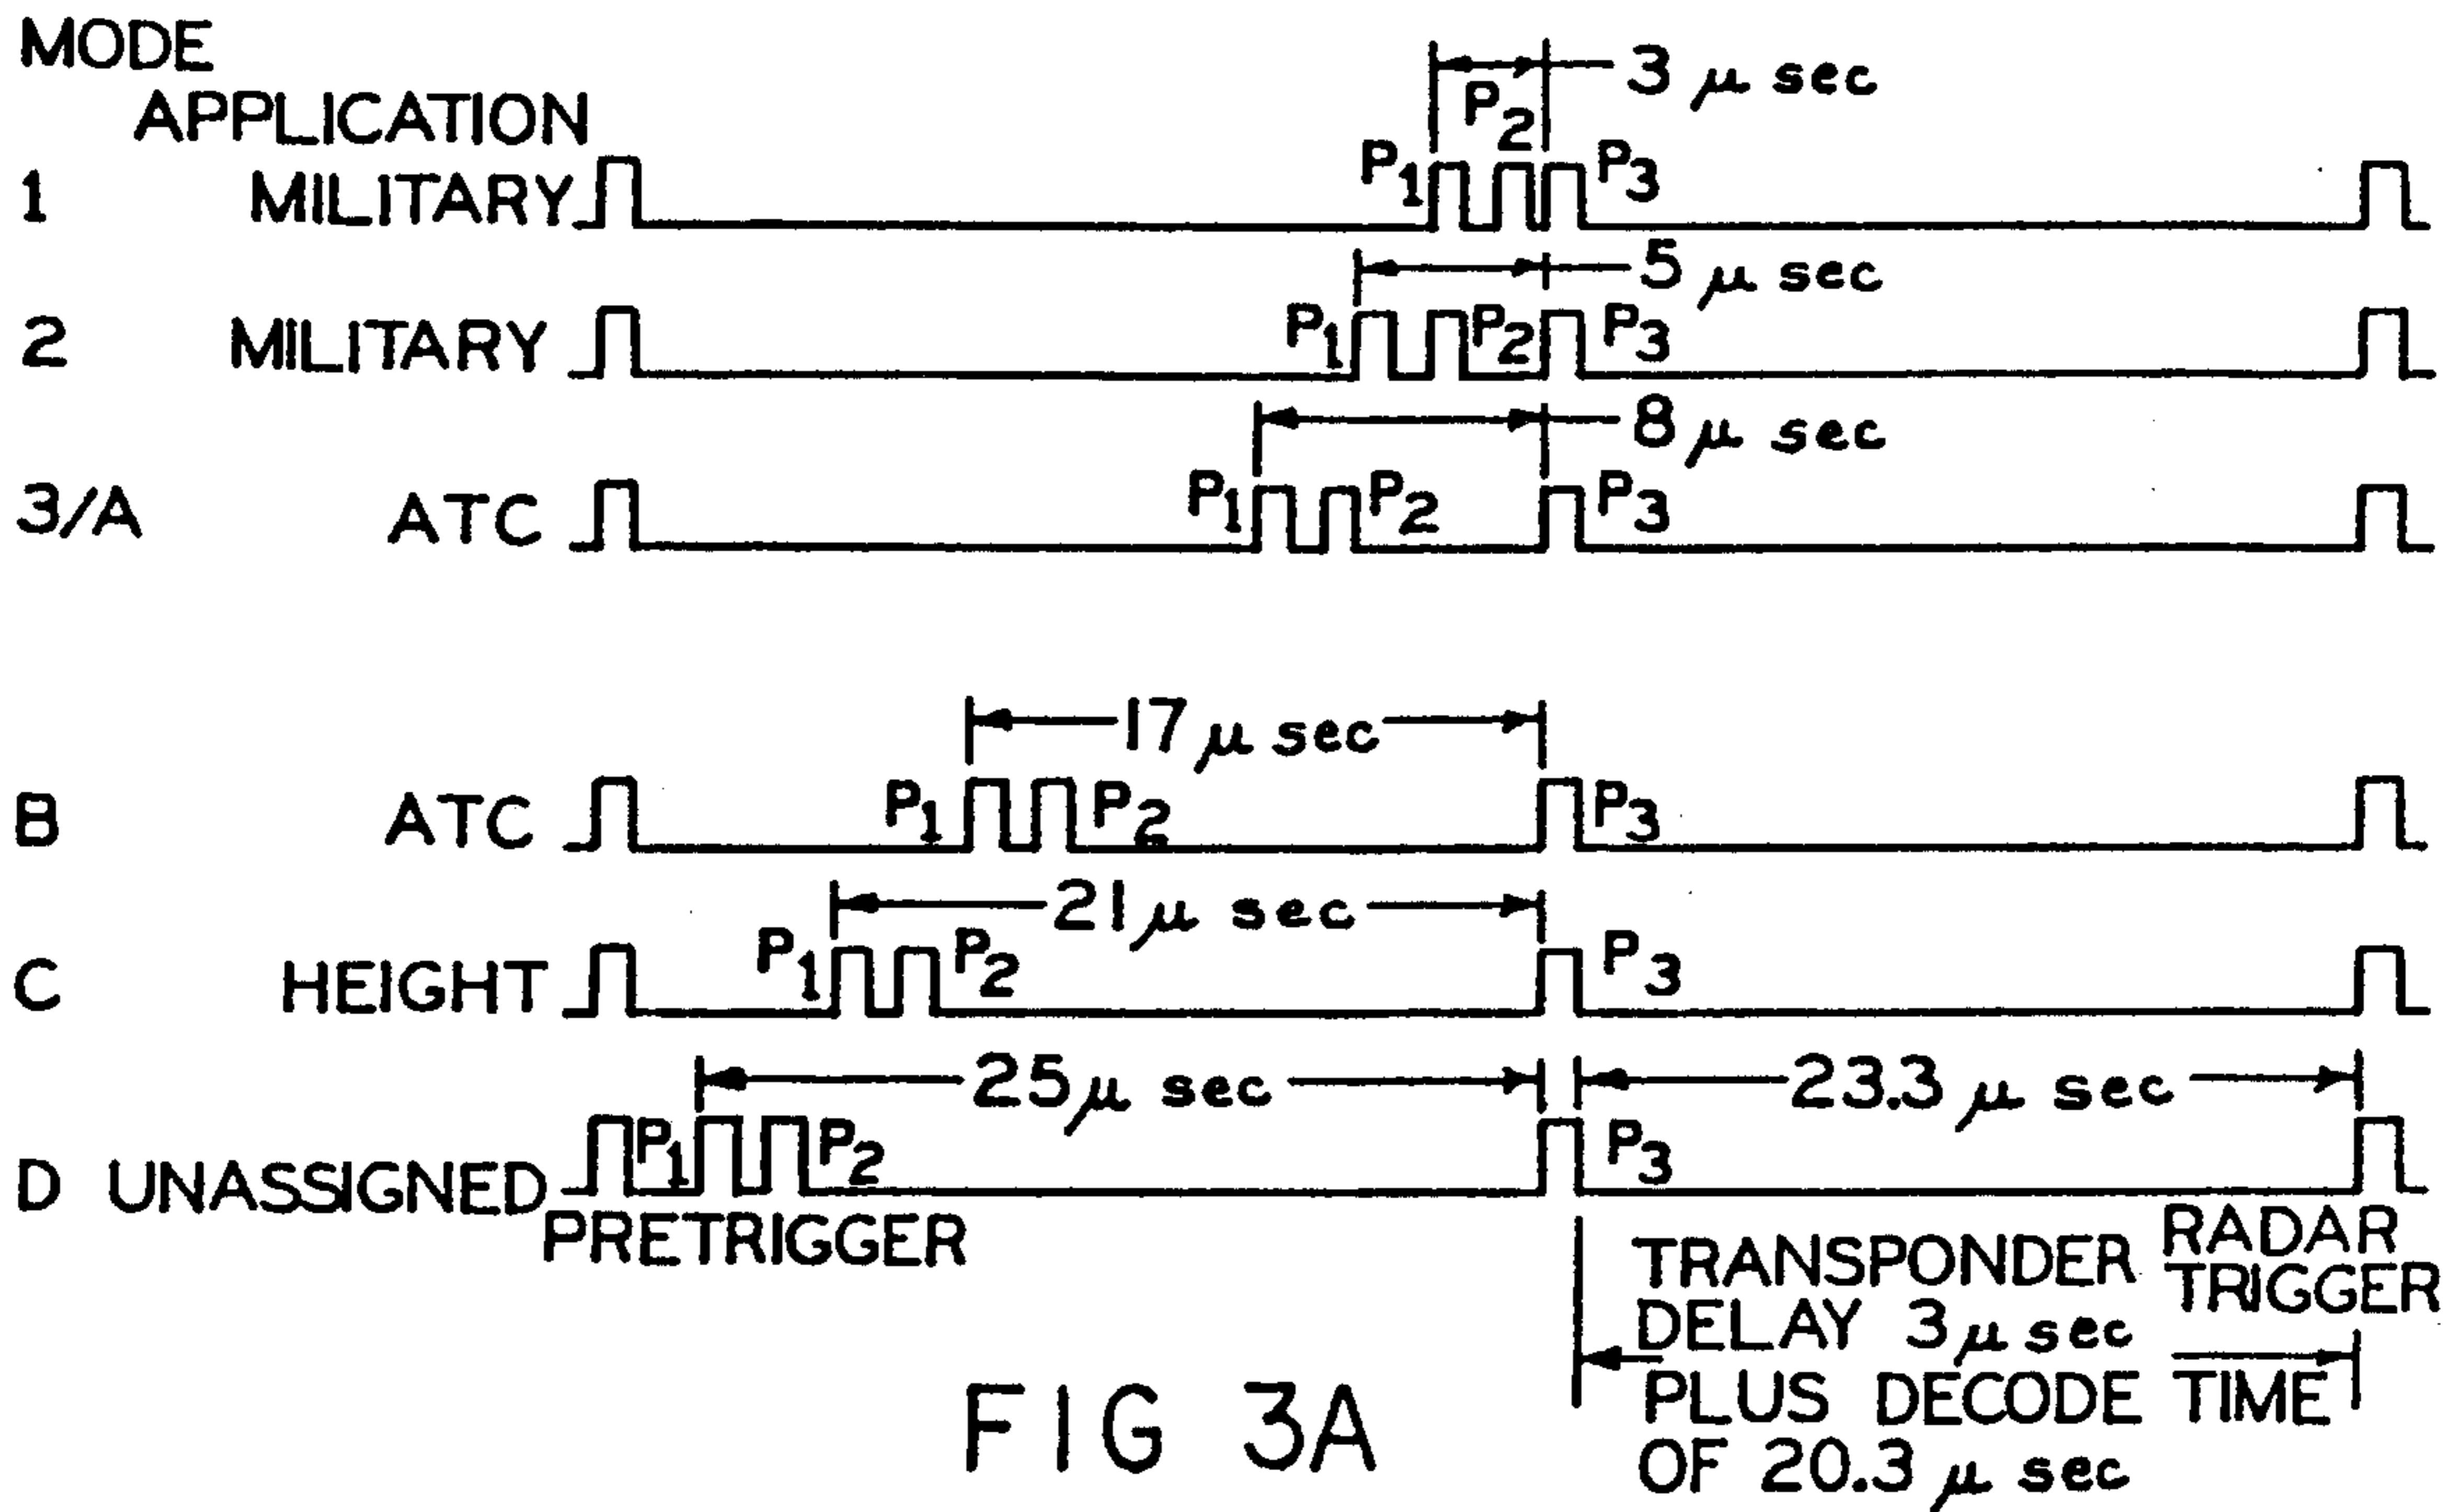 MODE
APPLICATION
3 μ sec
1 MILITARY P1 P2 P3
5 μ sec
2 MILITARY P1 P2 P3
8 μ sec
3/A ATC P1 P2 P3
17 μ sec
B ATC P1 P2 P3
21 μ sec
C HEIGHT P1 P2 P3
25 μ sec 23.3 μ sec
D UNASSIGNED P1 P2 P3
PRETRIGGER
RADAR
TRIGGER
TRANSPONDER
DELAY 3 μ sec
PLUS DECODE TIME
OF 20.3 μ sec
FIG 3A